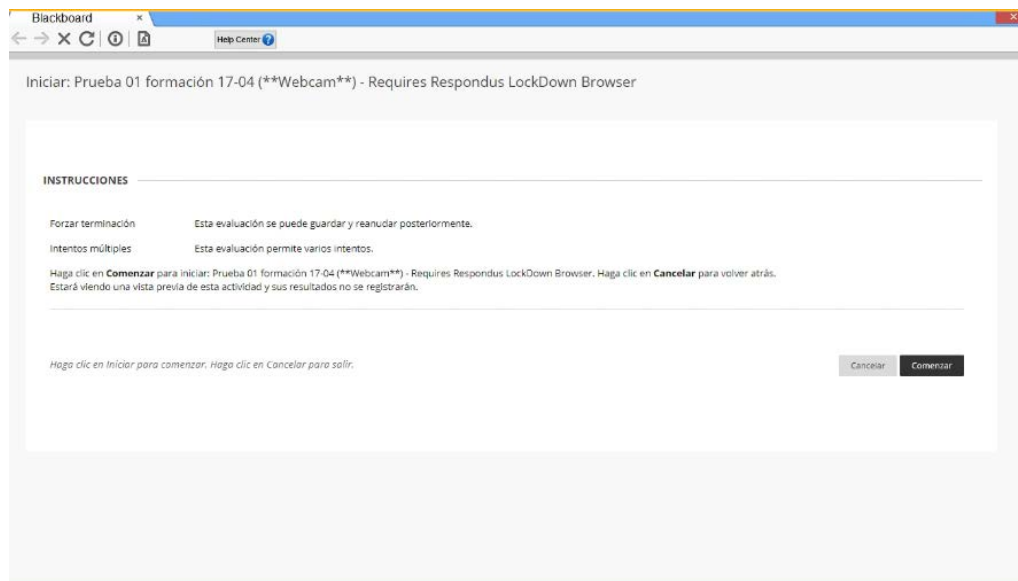 Blackboard
Help Center
Iniciar: Prueba 01 formación 17-04 (**Webcam**) - Requires Respondus LockDown Browser
INSTRUCCIONES
Forzar terminación Esta evaluación se puede guardar y reanudar posteriormente.
Intentos múltiples Esta evaluación permite varios intentos.
Haga clic en Comenzar para iniciar: Prueba 01 formación 17-04 (**Webcam**) - Requires Respondus LockDown Browser. Haga clic en Cancelar para volver atrás.
Estará viendo una vista previa de esta actividad y sus resultados no se registrarán.
Haga clic en Iniciar para comenzar. Haga clic en Cancelar para salir.
Cancelar Comenzar